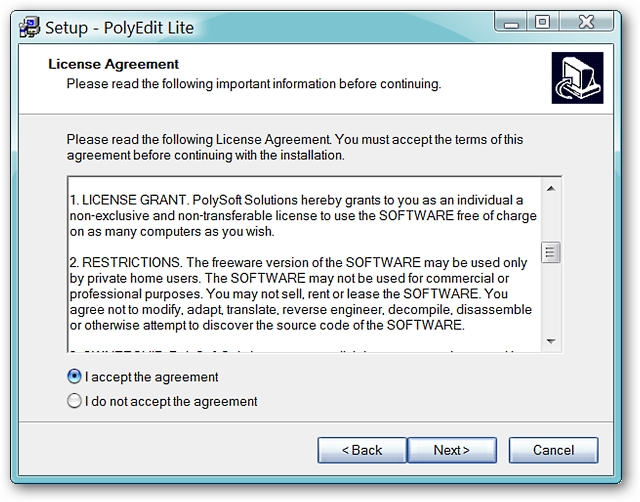 Setup - PolyEdit Lite
License Agreement
Please read the following important information before continuing.
Please read the following License Agreement. You must accept the terms of this
agreement before continuing with the installation.
1. LICENSE GRANT. PolySoft Solutions hereby grants to you as an individual a
non-exclusive and non-transferable license to use the SOFTWARE free of charge
on as many computers as you wish.
2. RESTRICTIONS. The freeware version of the SOFTWARE may be used only
by private home users. The SOFTWARE may not be used for commercial or
professional purposes. You may not sell, rent or lease the SOFTWARE. You
agree not to modify, adapt, translate, reverse engineer, decompile, disassemble
or otherwise attempt to discover the source code of the SOFTWARE.
I accept the agreement
I do not accept the agreement
< Back
Next >
Cancel